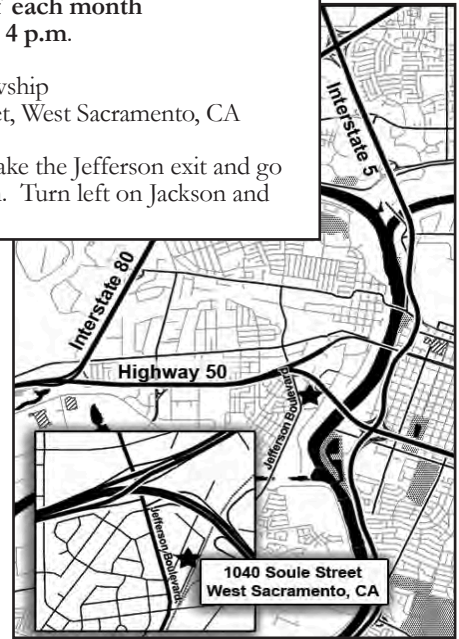 each month
4 p.m.
wship
et, West Sacramento, CA
ake the Jefferson exit and go
n. Turn left on Jackson and
Interstate 5
Interstate 80
Highway 50
Jefferson Boulevard
Jefferson Boulevard
1040 Soule Street
West Sacramento, CA